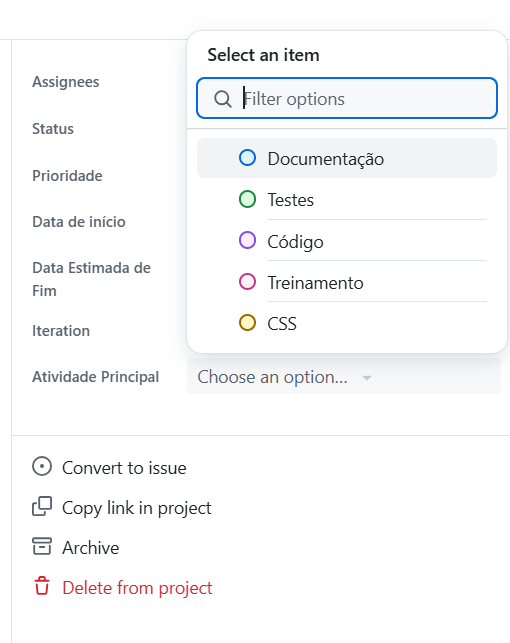 Select an item
Filter options
Documentação
Testes
Código
Treinamento
CSS
Assignees
Status
Prioridade
Data de início
Data Estimada de
Fim
Iteration
Atividade Principal
Choose an option...
Convert to issue
Copy link in project
Archive
Delete from project